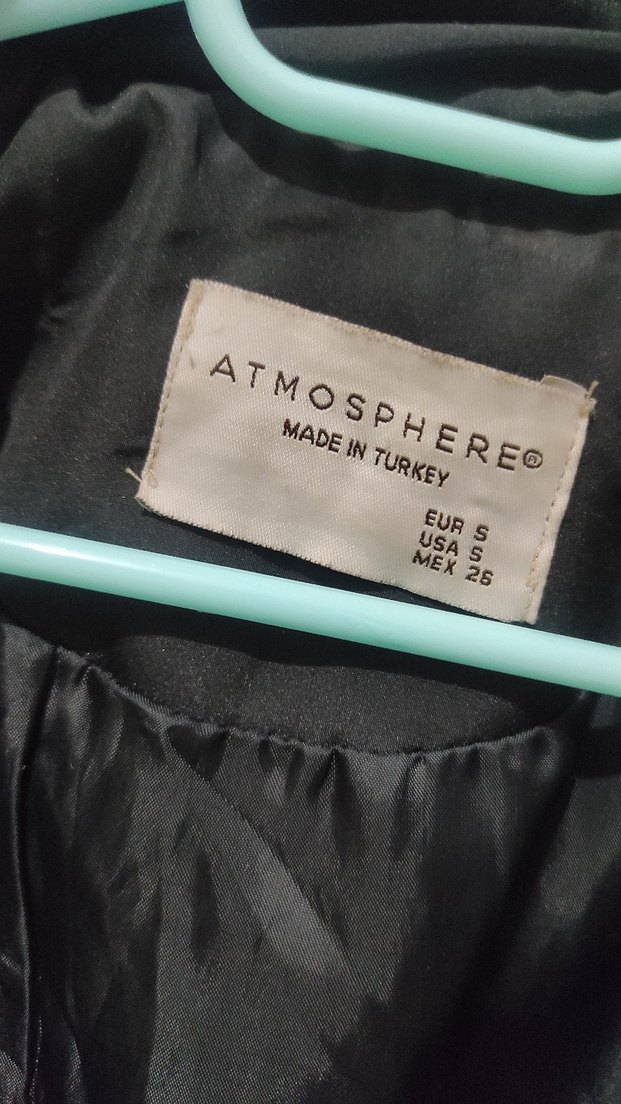 ATMOSPHERE®
MADE IN TURKEY
EUR S
USA S
MEX 26